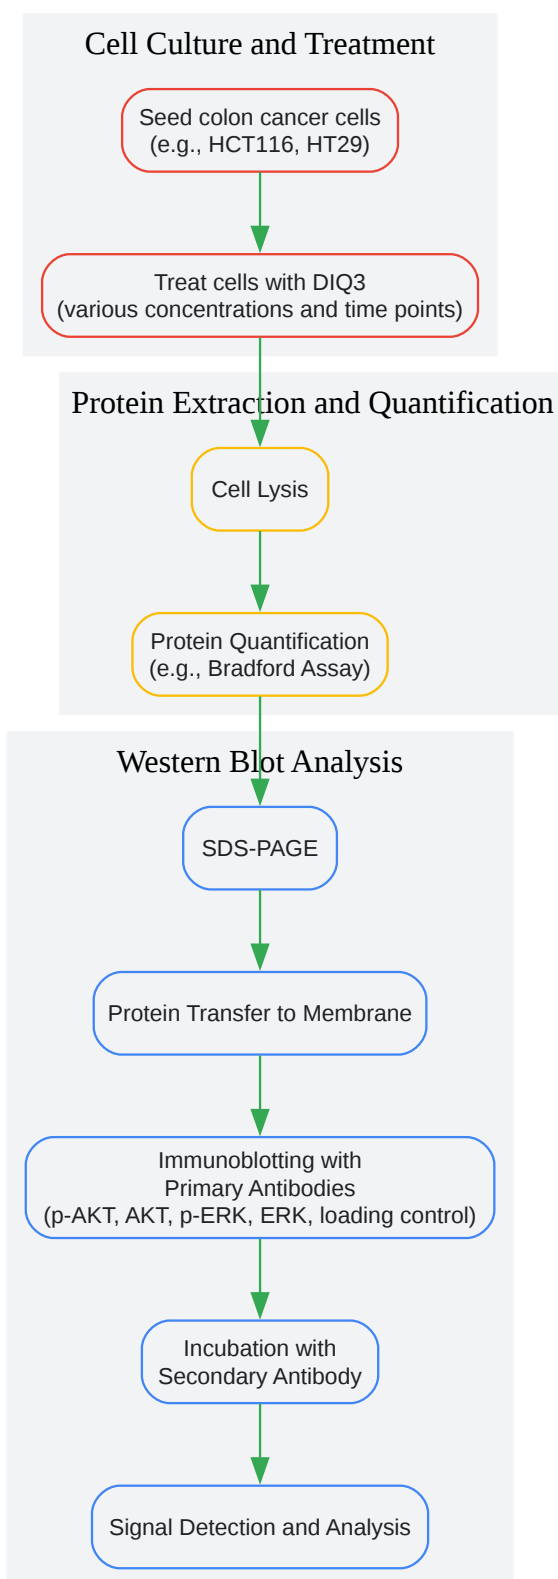 Cell Culture and Treatment
Seed colon cancer cells
(e.g., HCT116, HT29)
Treat cells with DIQ3
(various concentrations and time points)
Protein Extraction and Quantification
Cell Lysis
Protein Quantification
(e.g., Bradford Assay)
Western Blot Analysis
SDS-PAGE
Protein Transfer to Membrane
Immunoblotting with
Primary Antibodies
(p-AKT, AKT, p-ERK, ERK, loading control)
Incubation with
Secondary Antibody
Signal Detection and Analysis